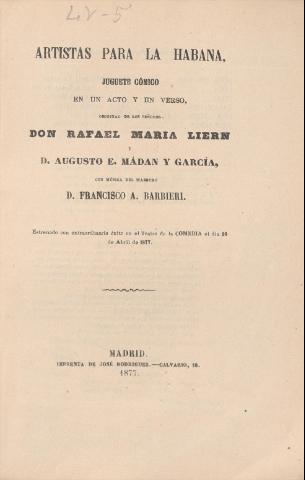 LV-5
ARTISTAS PARA LA HABANA,
JUGUETE CÓMICO
EN UN ACTO Y EN VERSO,
ORIGINAL DE LOS SEÑORES
DON RAFAEL MARIA LIERN
Y
D. AUGUSTO E. MÁDAN Y GARCÍA,
CON MÚSICA DEL MAESTRO
D. FRANCISCO A. BARBIERI.
Estrenado con extraordinario éxito en el Teatro de la COMEDIA el dia
de Abril de 1877.
MADRID.
IMPRENTA DE JOSÉ RODRIGUEZ.—CALVARIO, 18.
1877.